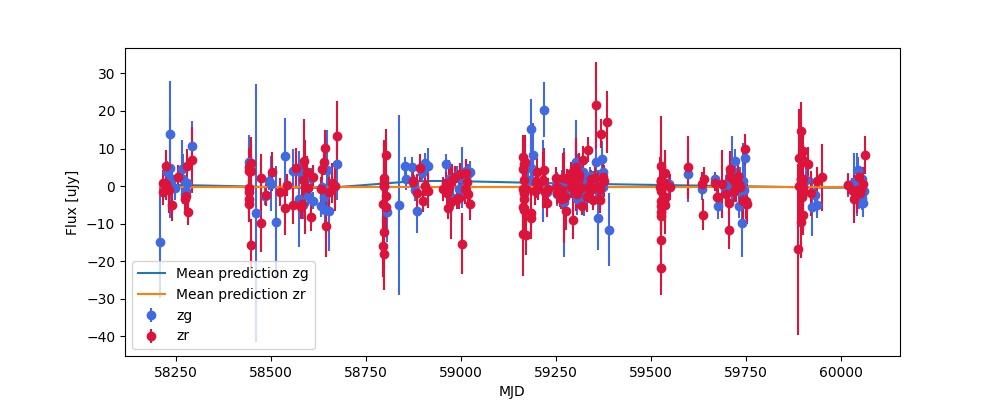 30
20
10
0
−10
−20
−30
−40
Flux [uJy]
Mean prediction zg
Mean prediction zr
zg
zr
58250 58500 58750 59000 59250 59500 59750 60000
MJD